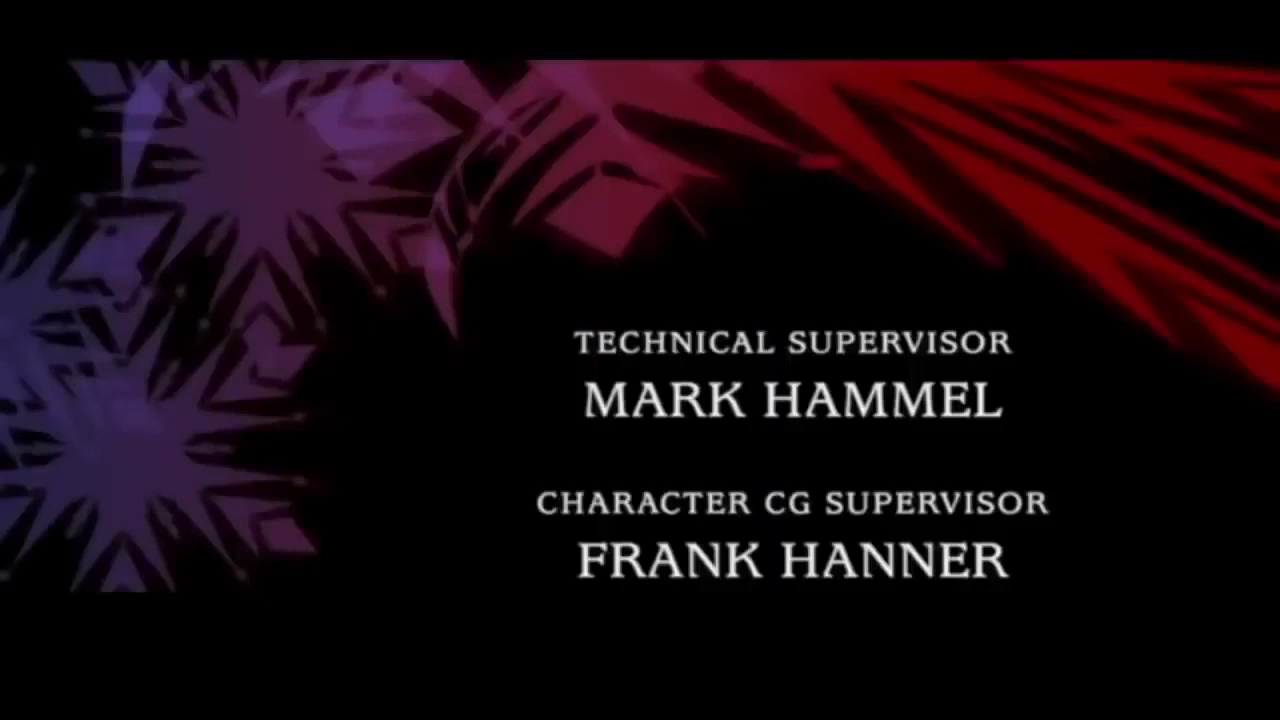 TECHNICAL SUPERVISOR
MARK HAMMEL
CHARACTER CG SUPERVISOR
FRANK HANNER